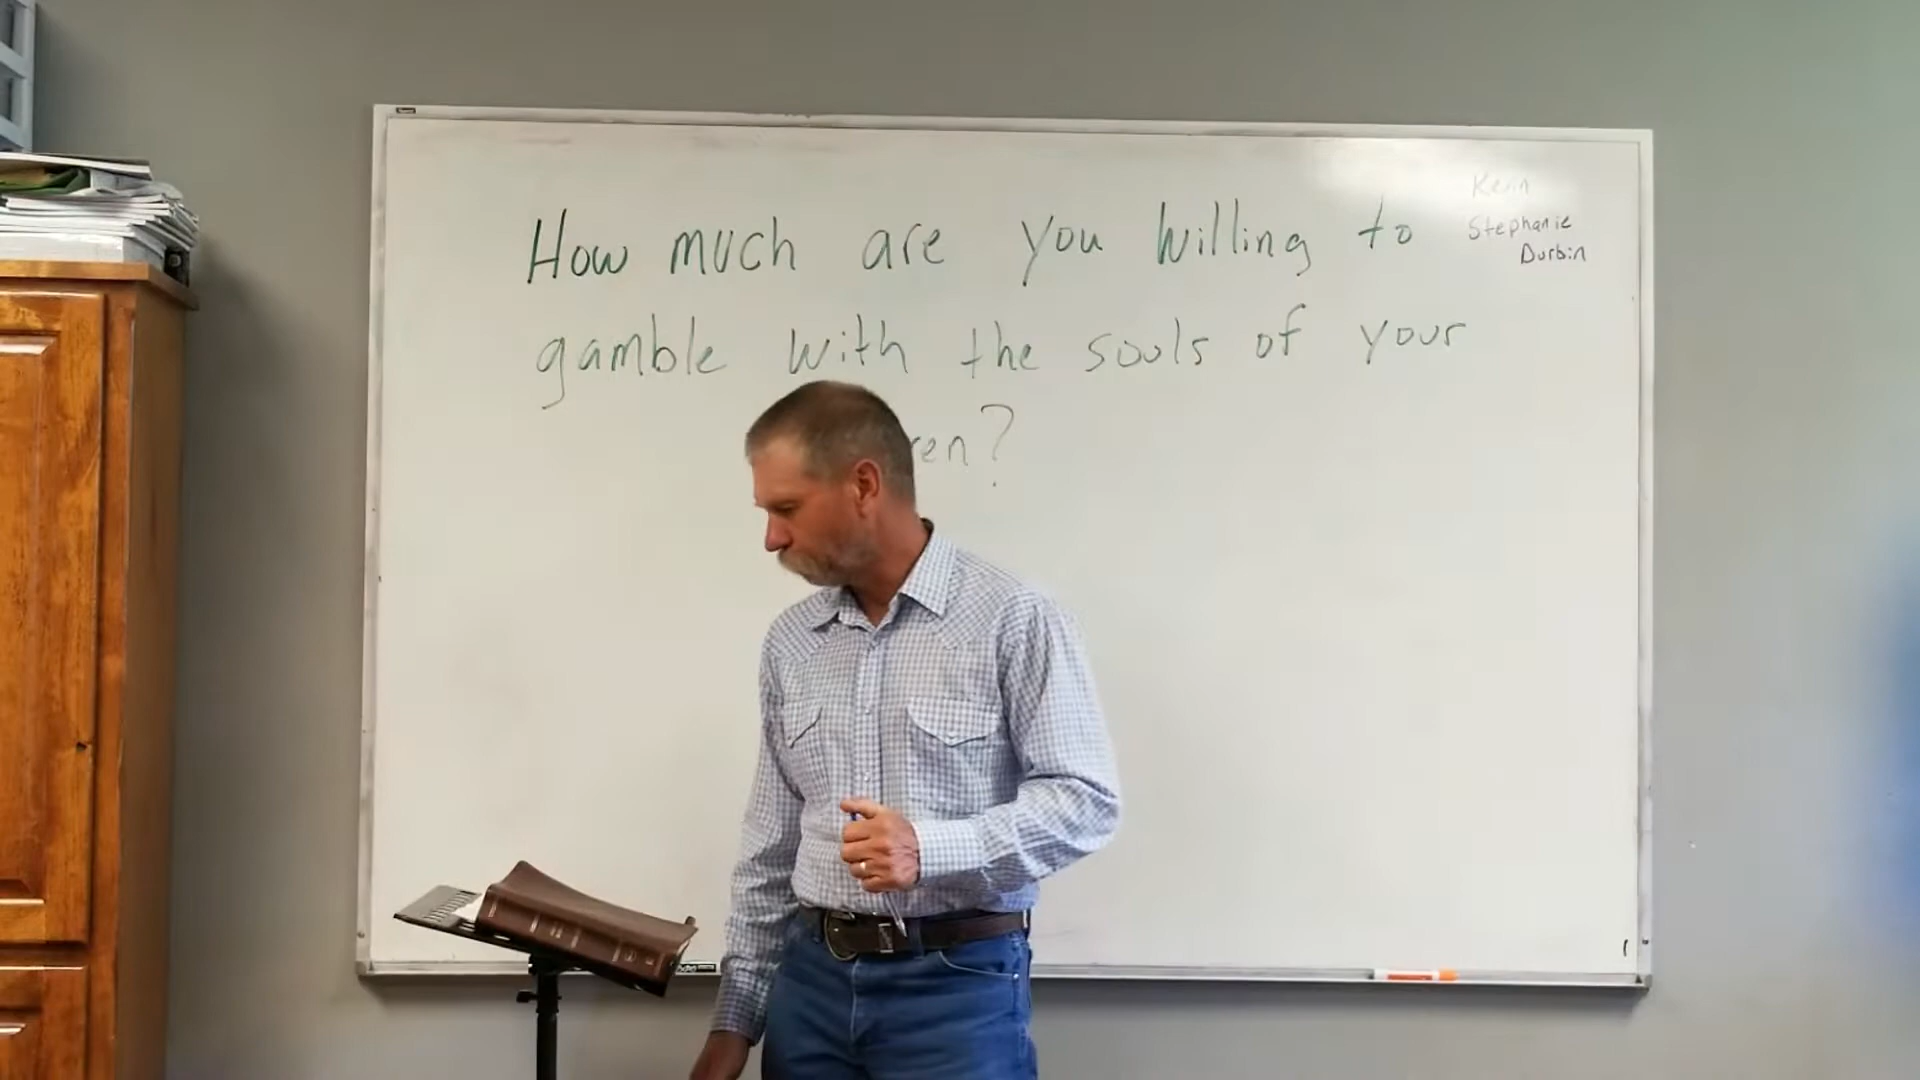 How much are you willing to
gamble with the souls of your
ren?
Kevin
Stephanie
Durbin